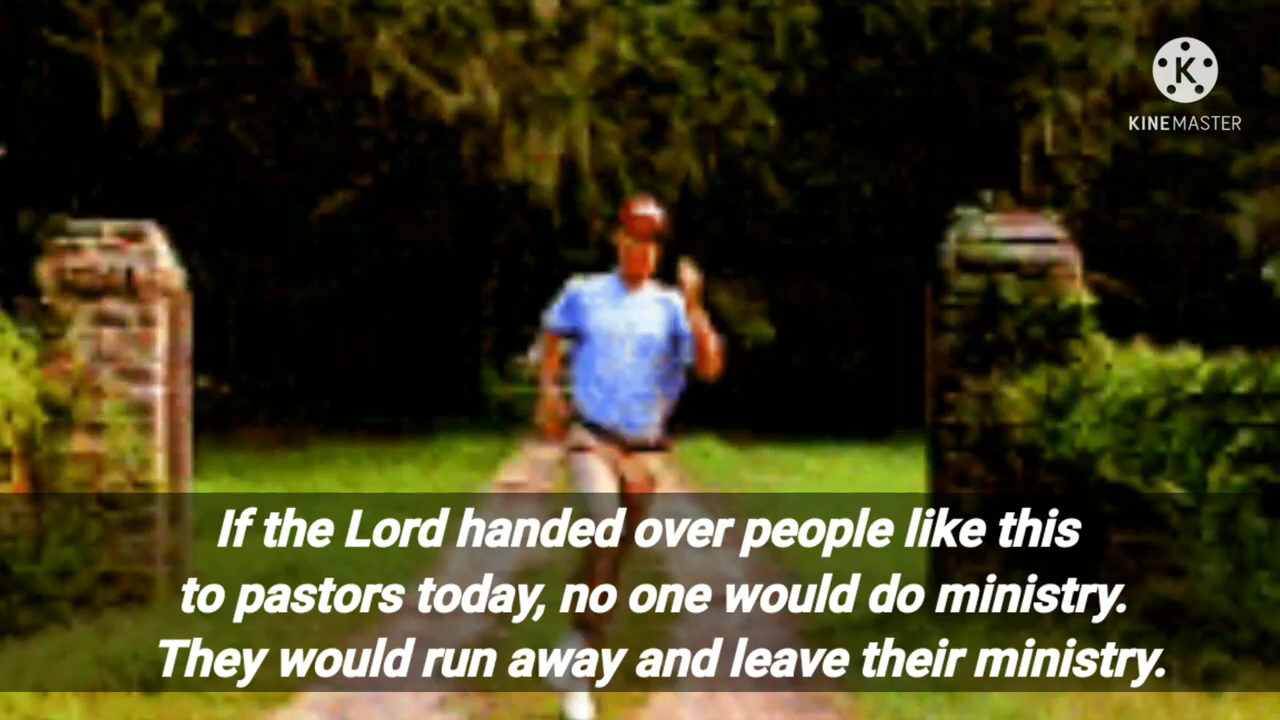 KINEMASTER
If the Lord handed over people like this
to pastors today, no one would do ministry.
They would run away and leave their ministry.